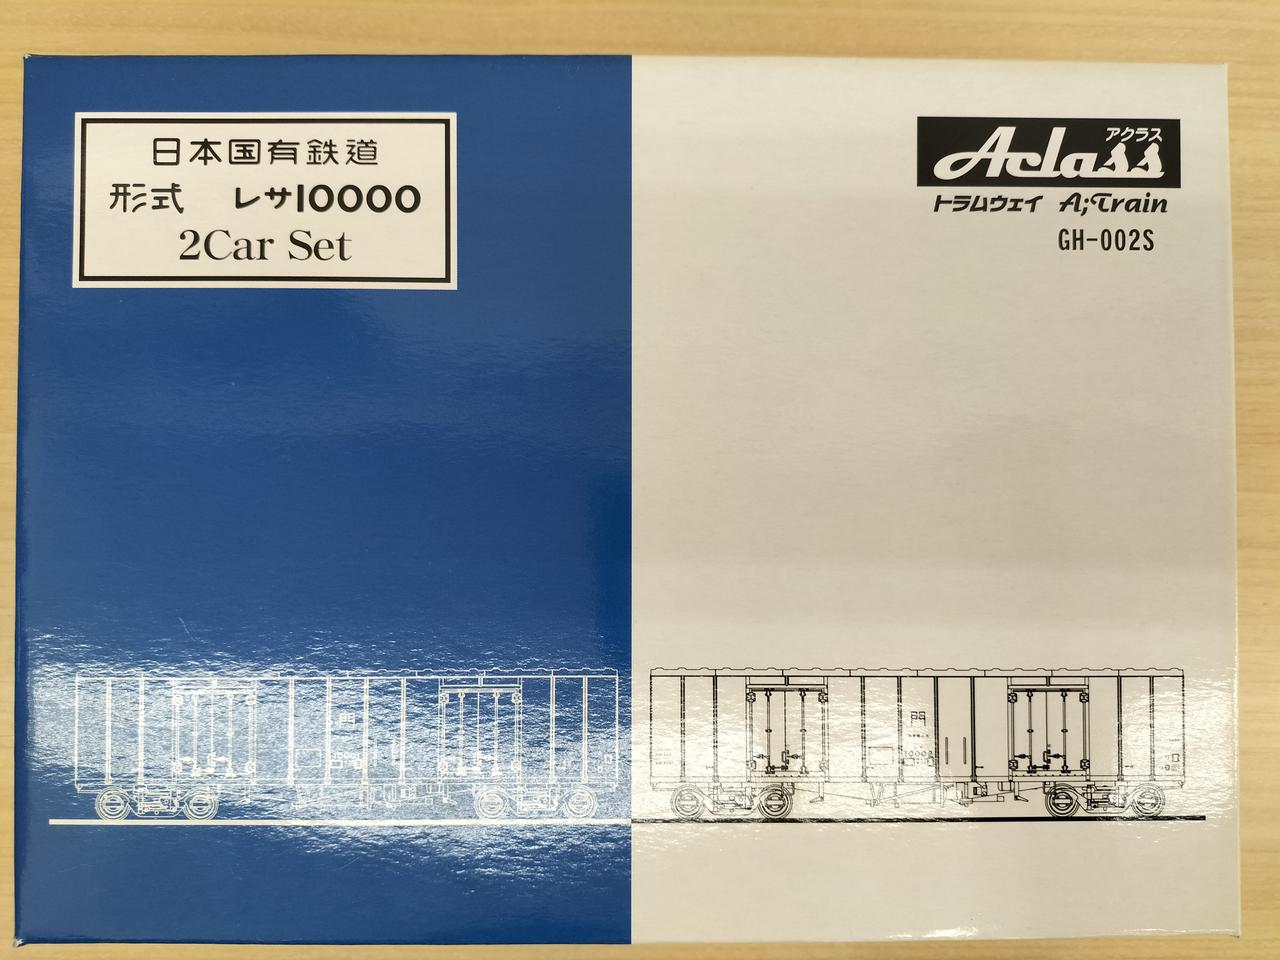 日本国有鉄道
形式 レサ10000
2Car Set
アクラス
Aclass
トラムウェイ A;Train
GH-002S